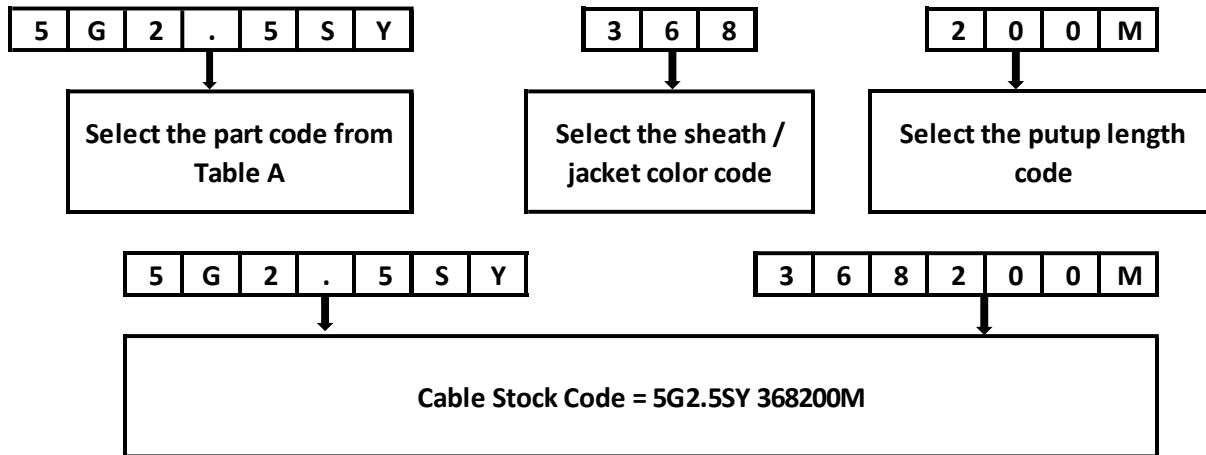 5 G 2 . 5 S Y
3 6 8
2 0 0 M
Select the part code from
Table A
Select the sheath /
jacket color code
Select the putup length
code
5 G 2 . 5 S Y
3 6 8 2 0 0 M
Cable Stock Code = 5G2.5SY 368200M